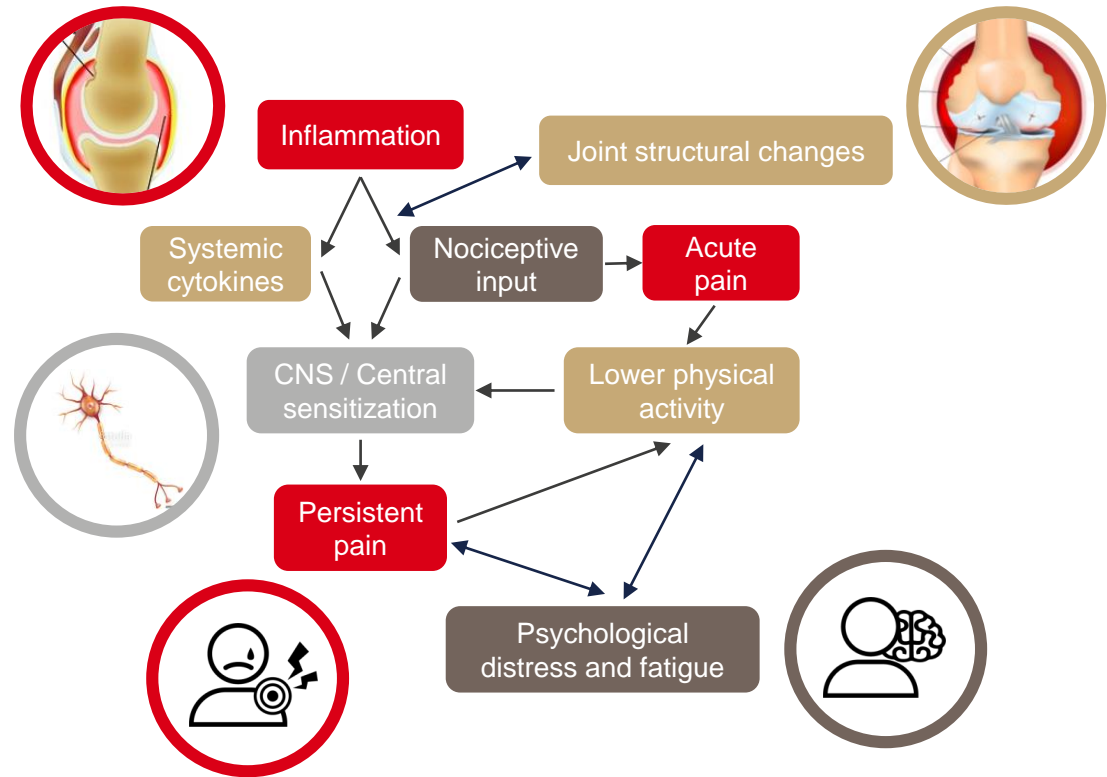 Inflammation
Joint structural changes
Systemic
cytokines
Nociceptive
input
Acute
pain
CNS / Central
sensitization
Lower physical
activity
Persistent
pain
Psychological
distress and fatigue